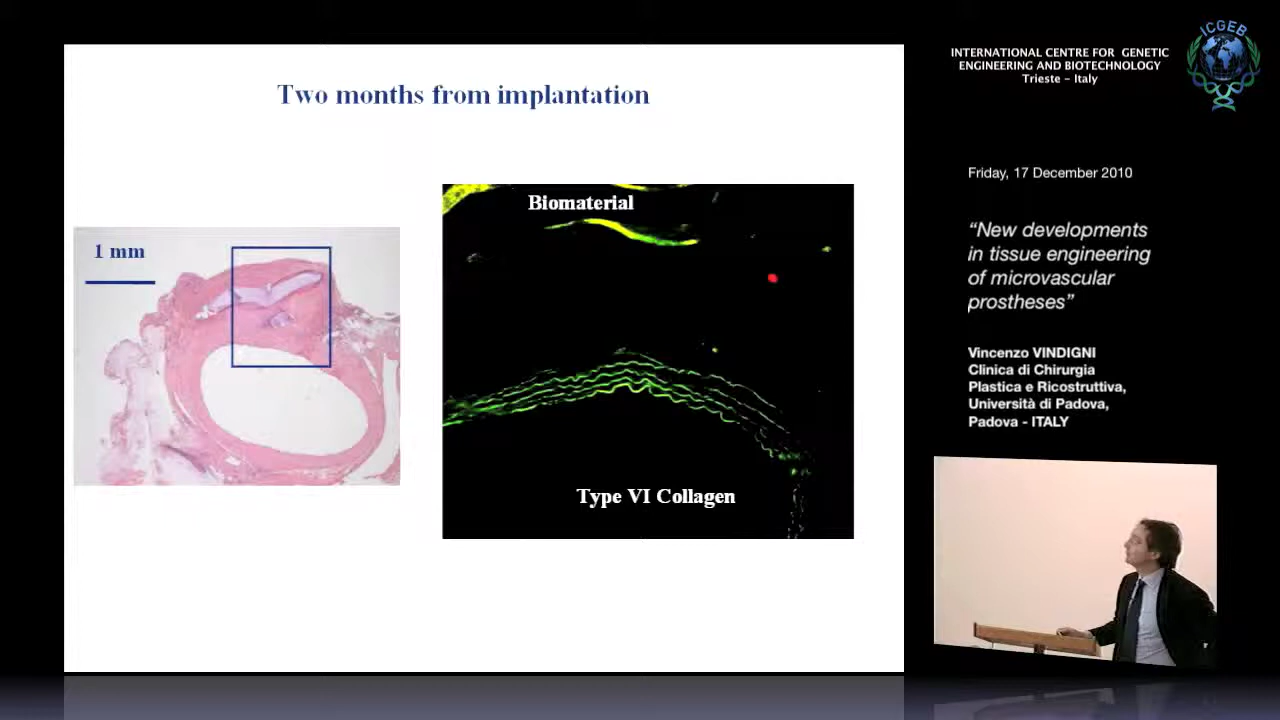 Two months from implantation
1 mm
Biomaterial
Type VI Collagen
ICGEB
INTERNATIONAL CENTRE FOR GENETIC
ENGINEERING AND BIOTECHNOLOGY
Trieste - Italy
Friday, 17 December 2010
“New developments
in tissue engineering
of microvascular
prostheses”
Vincenzo VINDIGNI
Clinica di Chirurgia
Plastica e Ricostruttiva,
Università di Padova,
Padova - ITALY